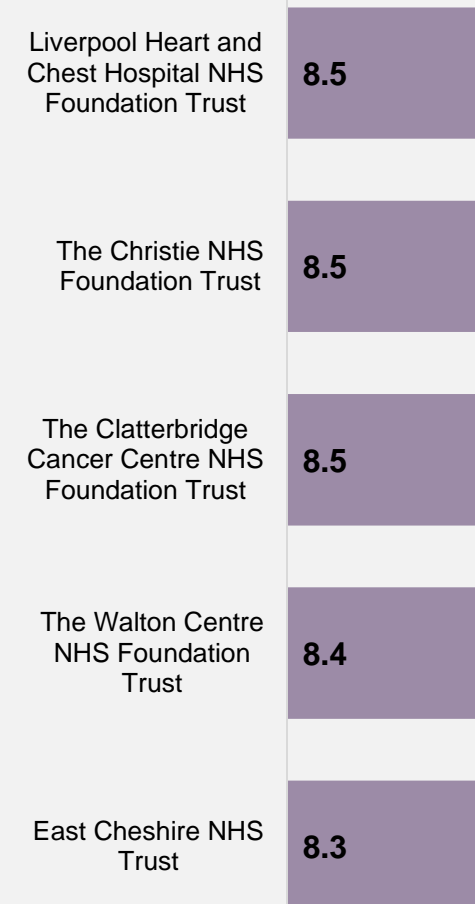 Liverpool Heart and
Chest Hospital NHS
Foundation Trust
8.5
The Christie NHS
Foundation Trust
8.5
The Clatterbridge
Cancer Centre NHS
Foundation Trust
8.5
The Walton Centre
NHS Foundation
Trust
8.4
East Cheshire NHS
Trust
8.3